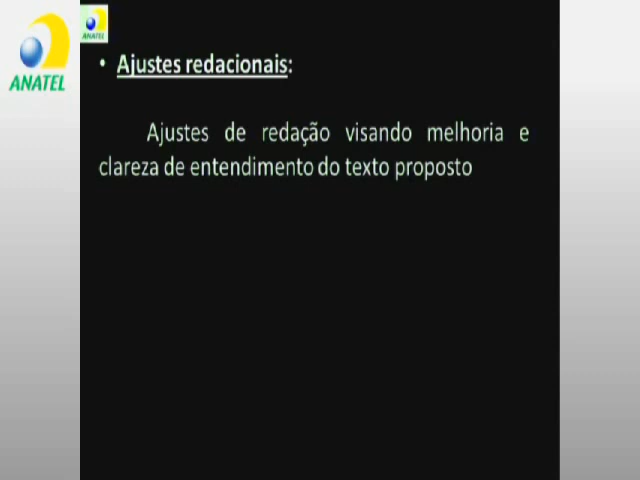 ANATEL
ANATEL
• Ajustes redacionais:
Ajustes de redação visando melhoria e
clareza de entendimento do texto proposto